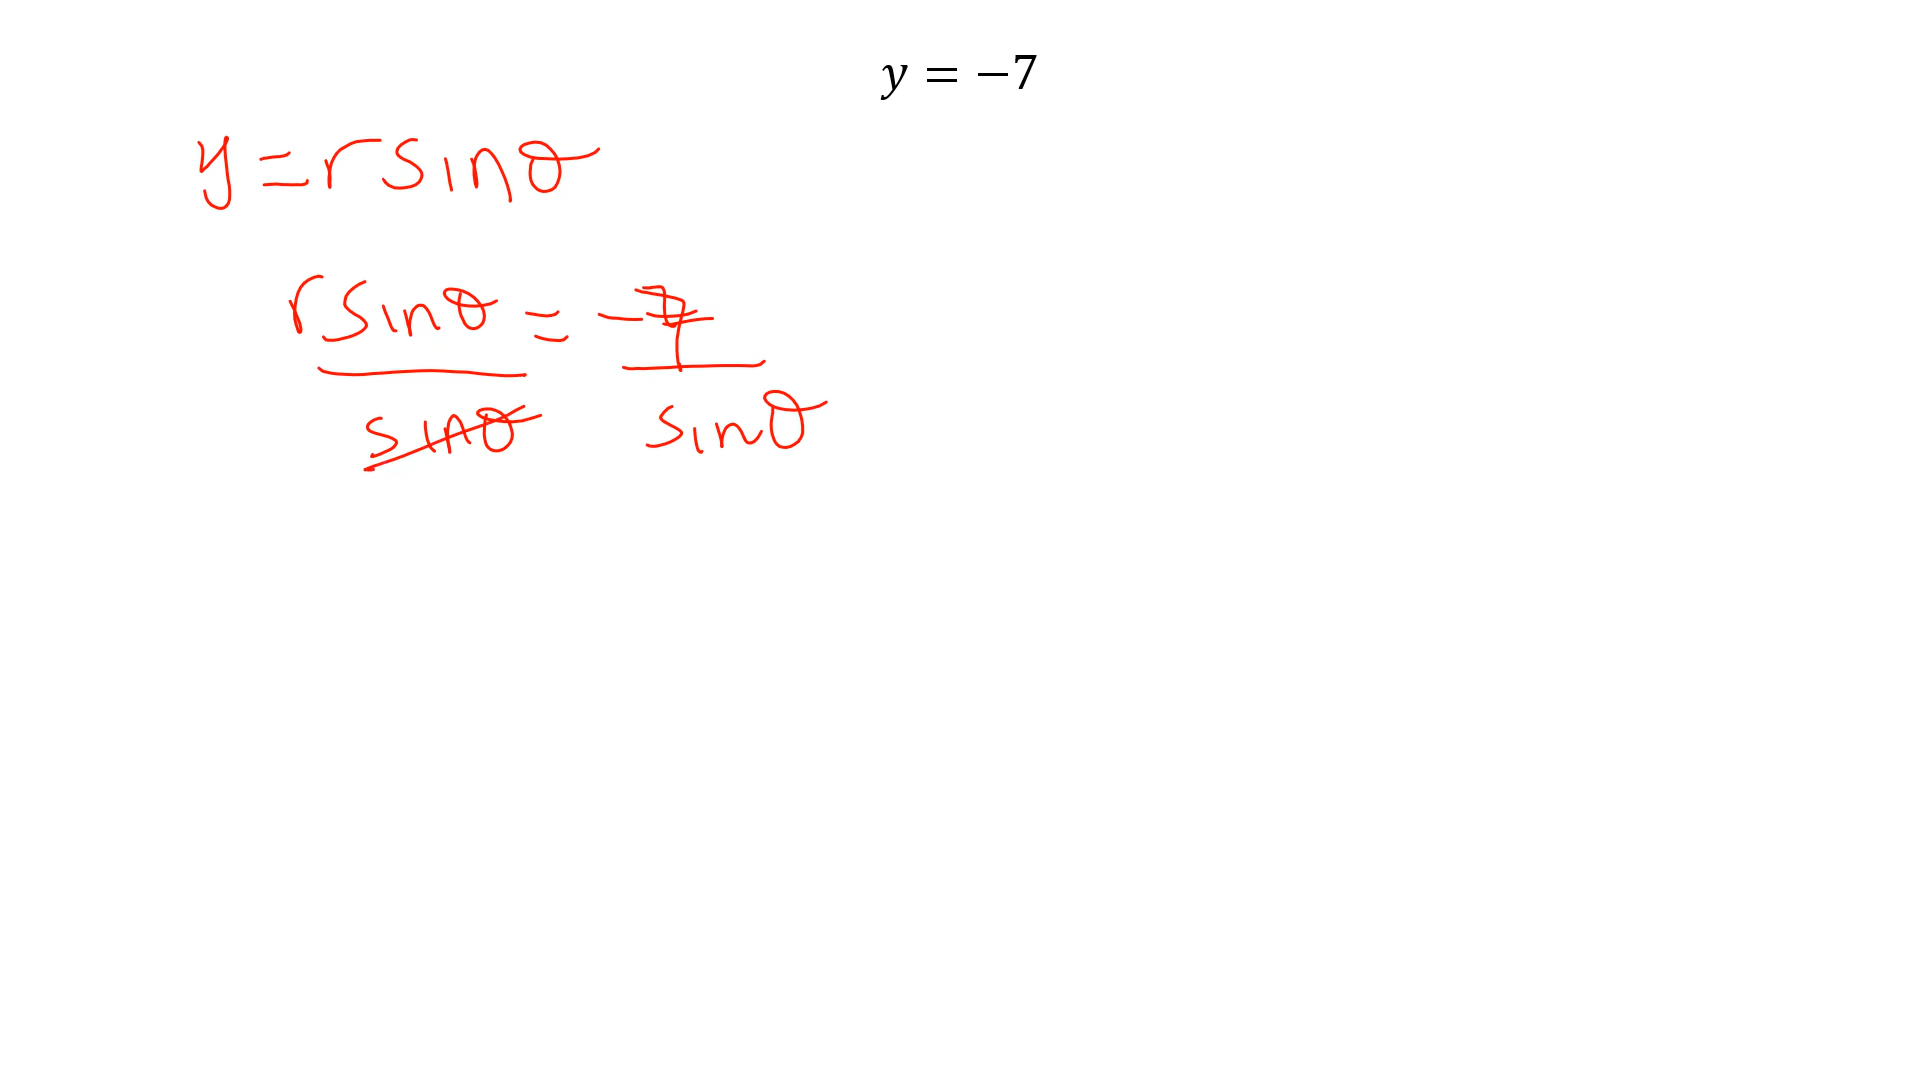 y = −7
y = r sin θ
r sin θ = −7
sin θ sin θ